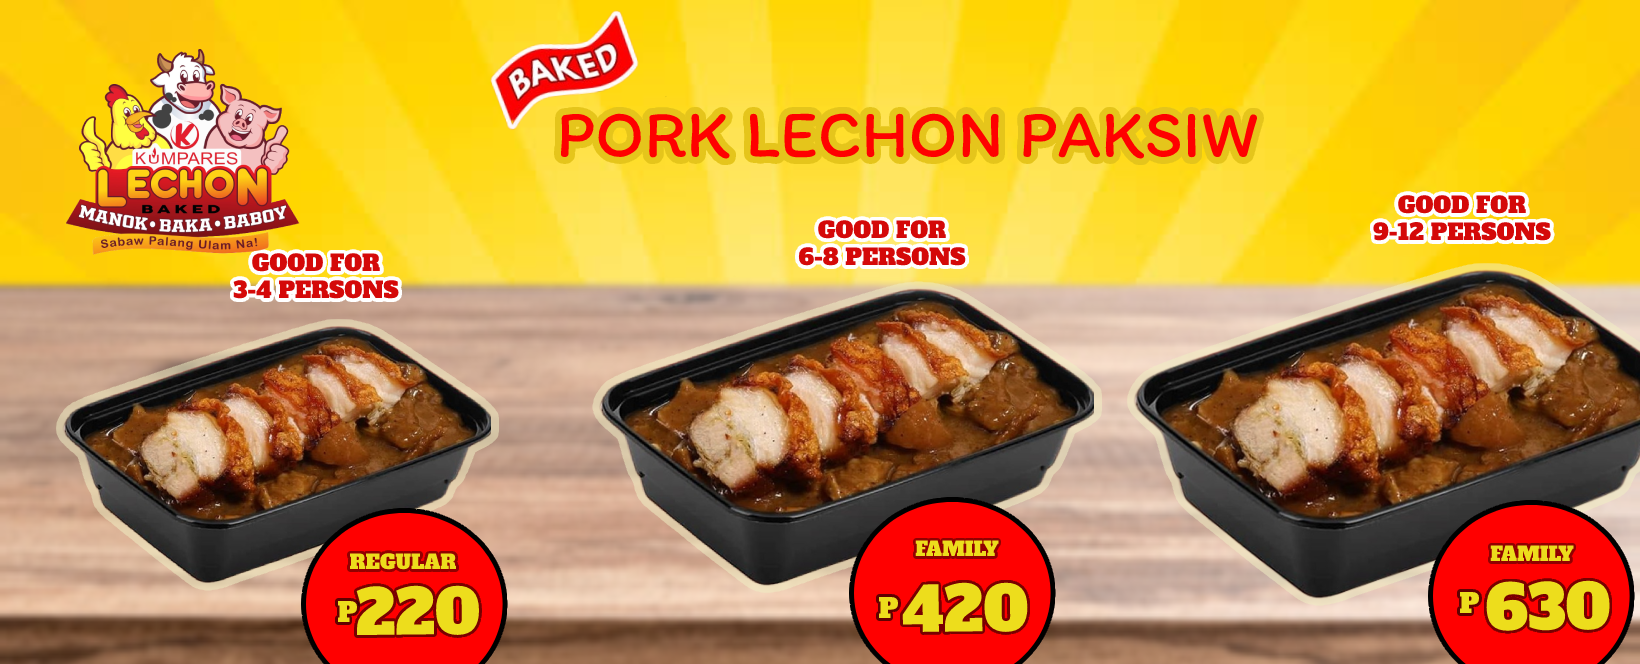 BAKED
PORK LECHON PAKSIW
K
KUMPARES
LECHON
BAKED
MANOK • BAKA • BABOY
Sabaw Palang Ulam Na!
GOOD FOR
3-4 PERSONS
GOOD FOR
6-8 PERSONS
GOOD FOR
9-12 PERSONS
REGULAR
P220
FAMILY
P420
FAMILY
P630